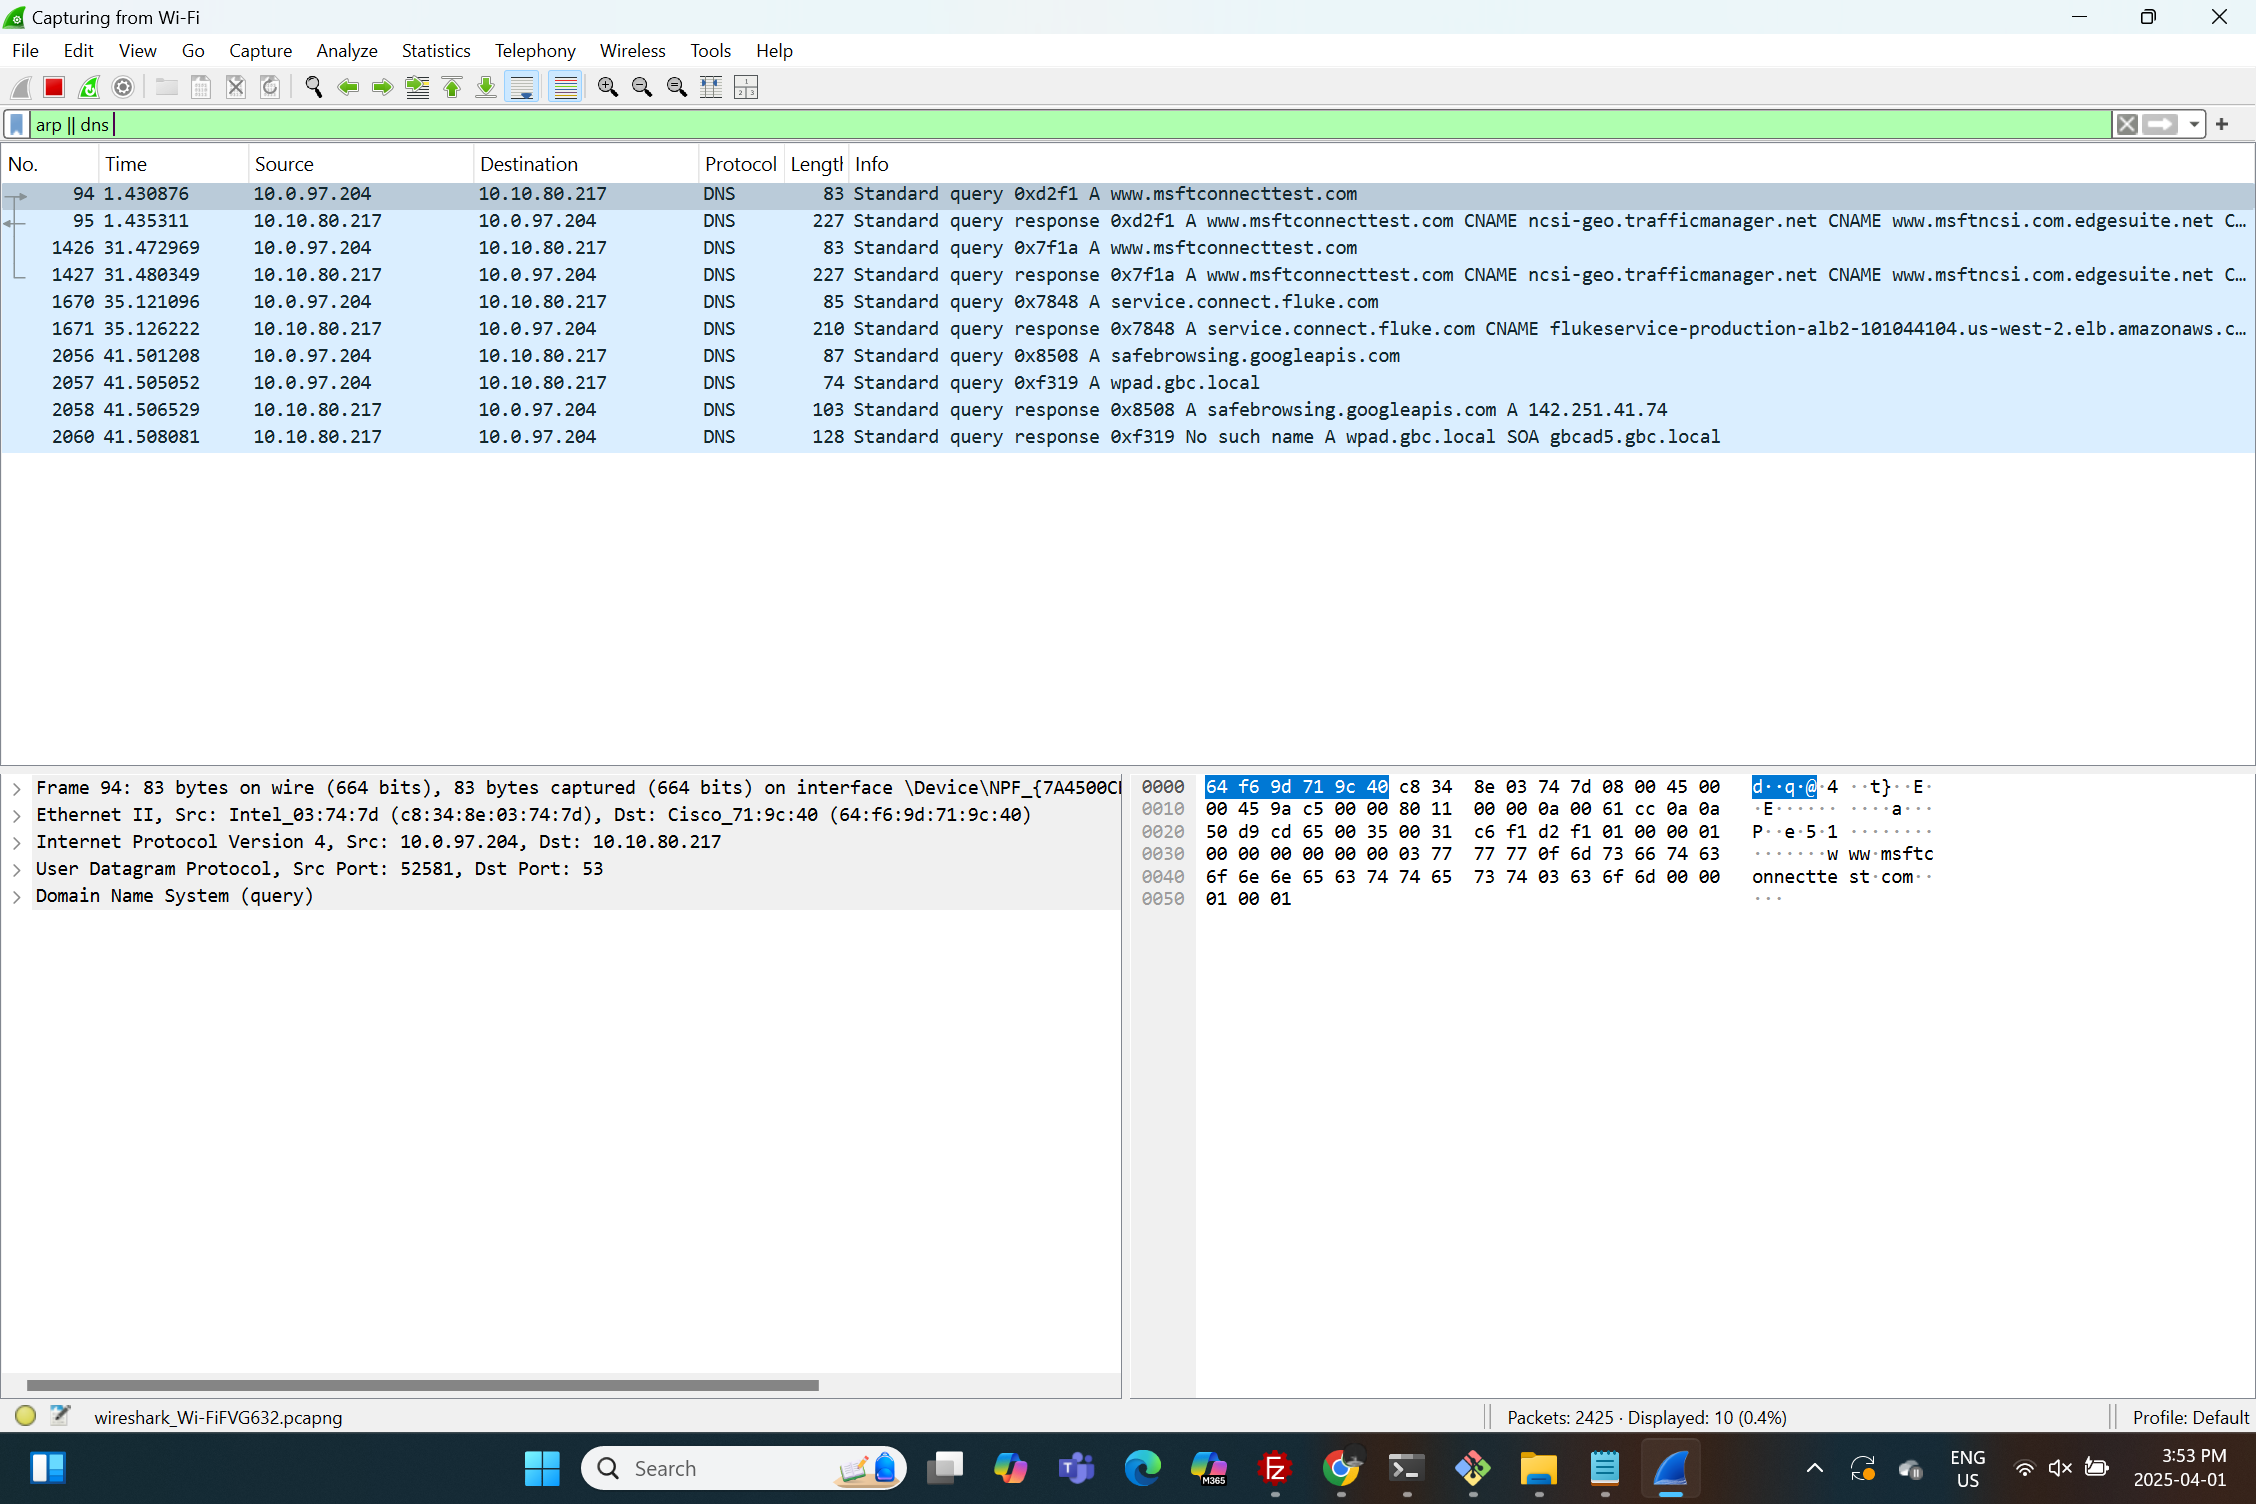 Capturing from Wi-Fi
File Edit View Go Capture Analyze Statistics Telephony Wireless Tools Help
arp || dns
No. Time Source Destination Protocol Length Info
94 1.430876 10.0.97.204 10.10.80.217 DNS 83 Standard query 0xd2f1 A www.msftconnecttest.com
95 1.435311 10.10.80.217 10.0.97.204 DNS 227 Standard query response 0xd2f1 A www.msftconnecttest.com CNAME ncsi-geo.trafficmanager.net CNAME www.msftncsi.com.edgesuite.net C…
1426 31.472969 10.0.97.204 10.10.80.217 DNS 83 Standard query 0x7f1a A www.msftconnecttest.com
1427 31.480349 10.10.80.217 10.0.97.204 DNS 227 Standard query response 0x7f1a A www.msftconnecttest.com CNAME ncsi-geo.trafficmanager.net CNAME www.msftncsi.com.edgesuite.net C…
1670 35.121096 10.0.97.204 10.10.80.217 DNS 85 Standard query 0x7848 A service.connect.fluke.com
1671 35.126222 10.10.80.217 10.0.97.204 DNS 210 Standard query response 0x7848 A service.connect.fluke.com CNAME flukeservice-production-alb2-101044104.us-west-2.elb.amazonaws.c…
2056 41.501208 10.0.97.204 10.10.80.217 DNS 87 Standard query 0x8508 A safebrowsing.googleapis.com
2057 41.505052 10.0.97.204 10.10.80.217 DNS 74 Standard query 0xf319 A wpad.gbc.local
2058 41.506529 10.10.80.217 10.0.97.204 DNS 103 Standard query response 0x8508 A safebrowsing.googleapis.com A 142.251.41.74
2060 41.508081 10.10.80.217 10.0.97.204 DNS 128 Standard query response 0xf319 No such name A wpad.gbc.local SOA gbcad5.gbc.local
Frame 94: 83 bytes on wire (664 bits), 83 bytes captured (664 bits) on interface \Device\NPF_{7A4500C
Ethernet II, Src: Intel_03:74:7d (c8:34:8e:03:74:7d), Dst: Cisco_71:9c:40 (64:f6:9d:71:9c:40)
Internet Protocol Version 4, Src: 10.0.97.204, Dst: 10.10.80.217
User Datagram Protocol, Src Port: 52581, Dst Port: 53
Domain Name System (query)
0000 64 f6 9d 71 9c 40 c8 34 8e 03 74 7d 08 00 45 00 d··q·@·4 ··t}··E·
0010 00 45 9a c5 00 00 80 11 00 00 0a 00 61 cc 0a 0a ·E······ ····a···
0020 50 d9 cd 65 00 35 00 31 c6 f1 d2 f1 01 00 00 01 P··e·5·1 ········
0030 00 00 00 00 00 00 03 77 77 77 0f 6d 73 66 74 63 ·······w ww·msftc
0040 6f 6e 6e 65 63 74 74 65 73 74 03 63 6f 6d 00 00 onnectte st·com··
0050 01 00 01 ···
wireshark_Wi-FiFVG632.pcapng Packets: 2425 · Displayed: 10 (0.4%) Profile: Default
Search M365 Fz ENG US 3:53 PM 2025-04-01